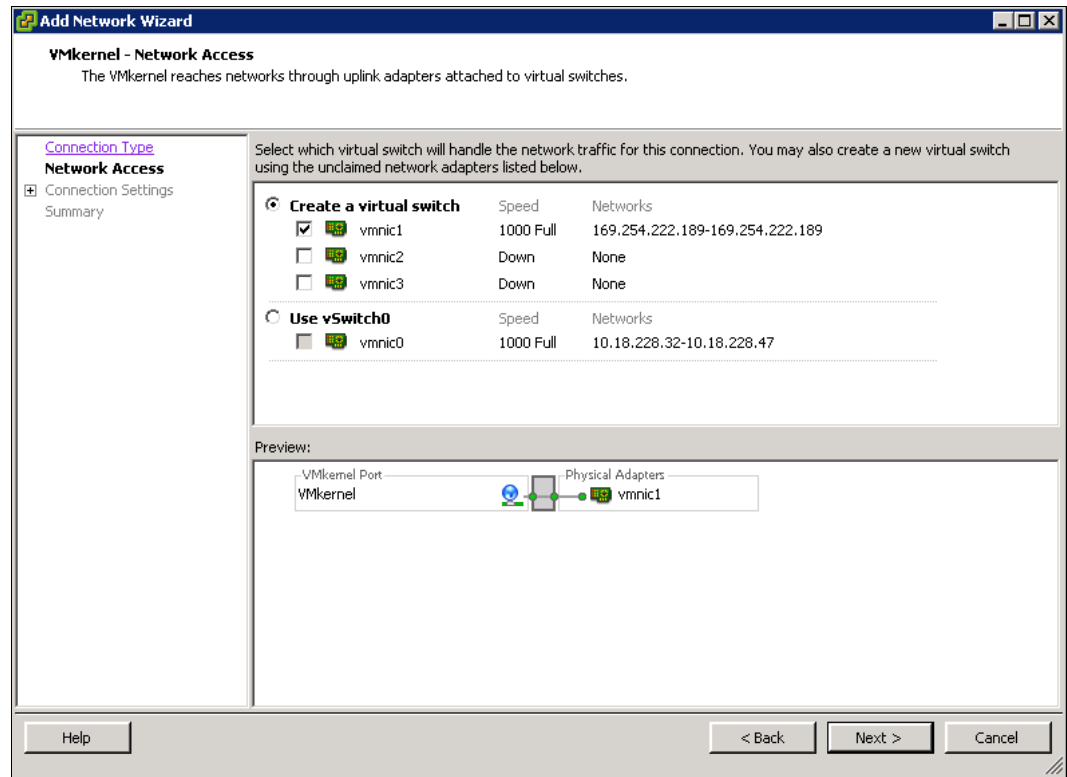 Add Network Wizard
VMkernel - Network Access
The VMkernel reaches networks through uplink adapters attached to virtual switches.
Connection Type
Network Access
Connection Settings
Summary
Select which virtual switch will handle the network traffic for this connection. You may also create a new virtual switch
using the unclaimed network adapters listed below.
Create a virtual switch Speed Networks
vmnic1 1000 Full 169.254.222.189-169.254.222.189
vmnic2 Down None
vmnic3 Down None
Use vSwitch0 Speed Networks
vmnic0 1000 Full 10.18.228.32-10.18.228.47
Preview:
VMkernel Port Physical Adapters
VMkernel vmnic1
Help < Back Next > Cancel